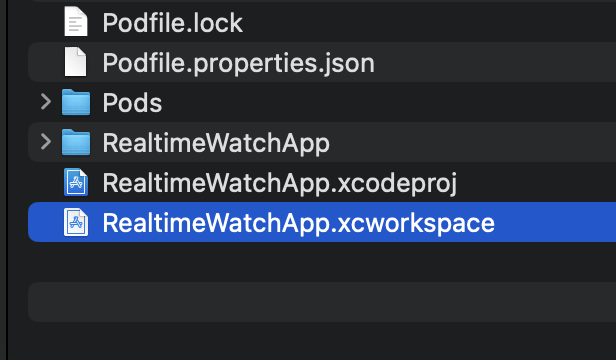 Podfile.lock
Podfile.properties.json
Pods
RealtimeWatchApp
RealtimeWatchApp.xcodeproj
RealtimeWatchApp.xcworkspace